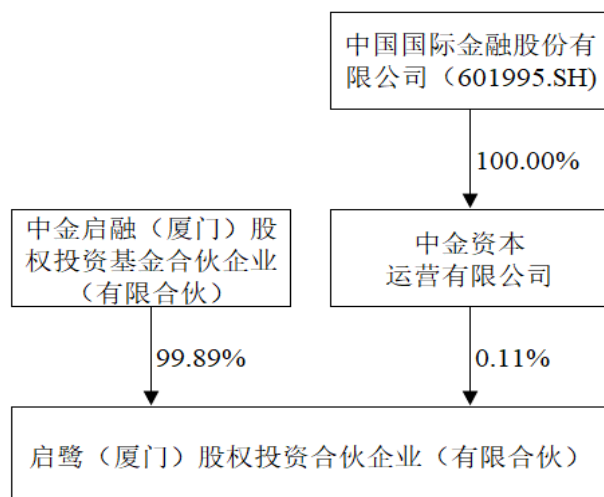 中国国际金融股份有
限公司（601995.SH)
100.00%
中金启融（厦门）股
权投资基金合伙企业
（有限合伙）
中金资本
运营有限公司
99.89%
0.11%
启鹭（厦门）股权投资合伙企业（有限合伙）